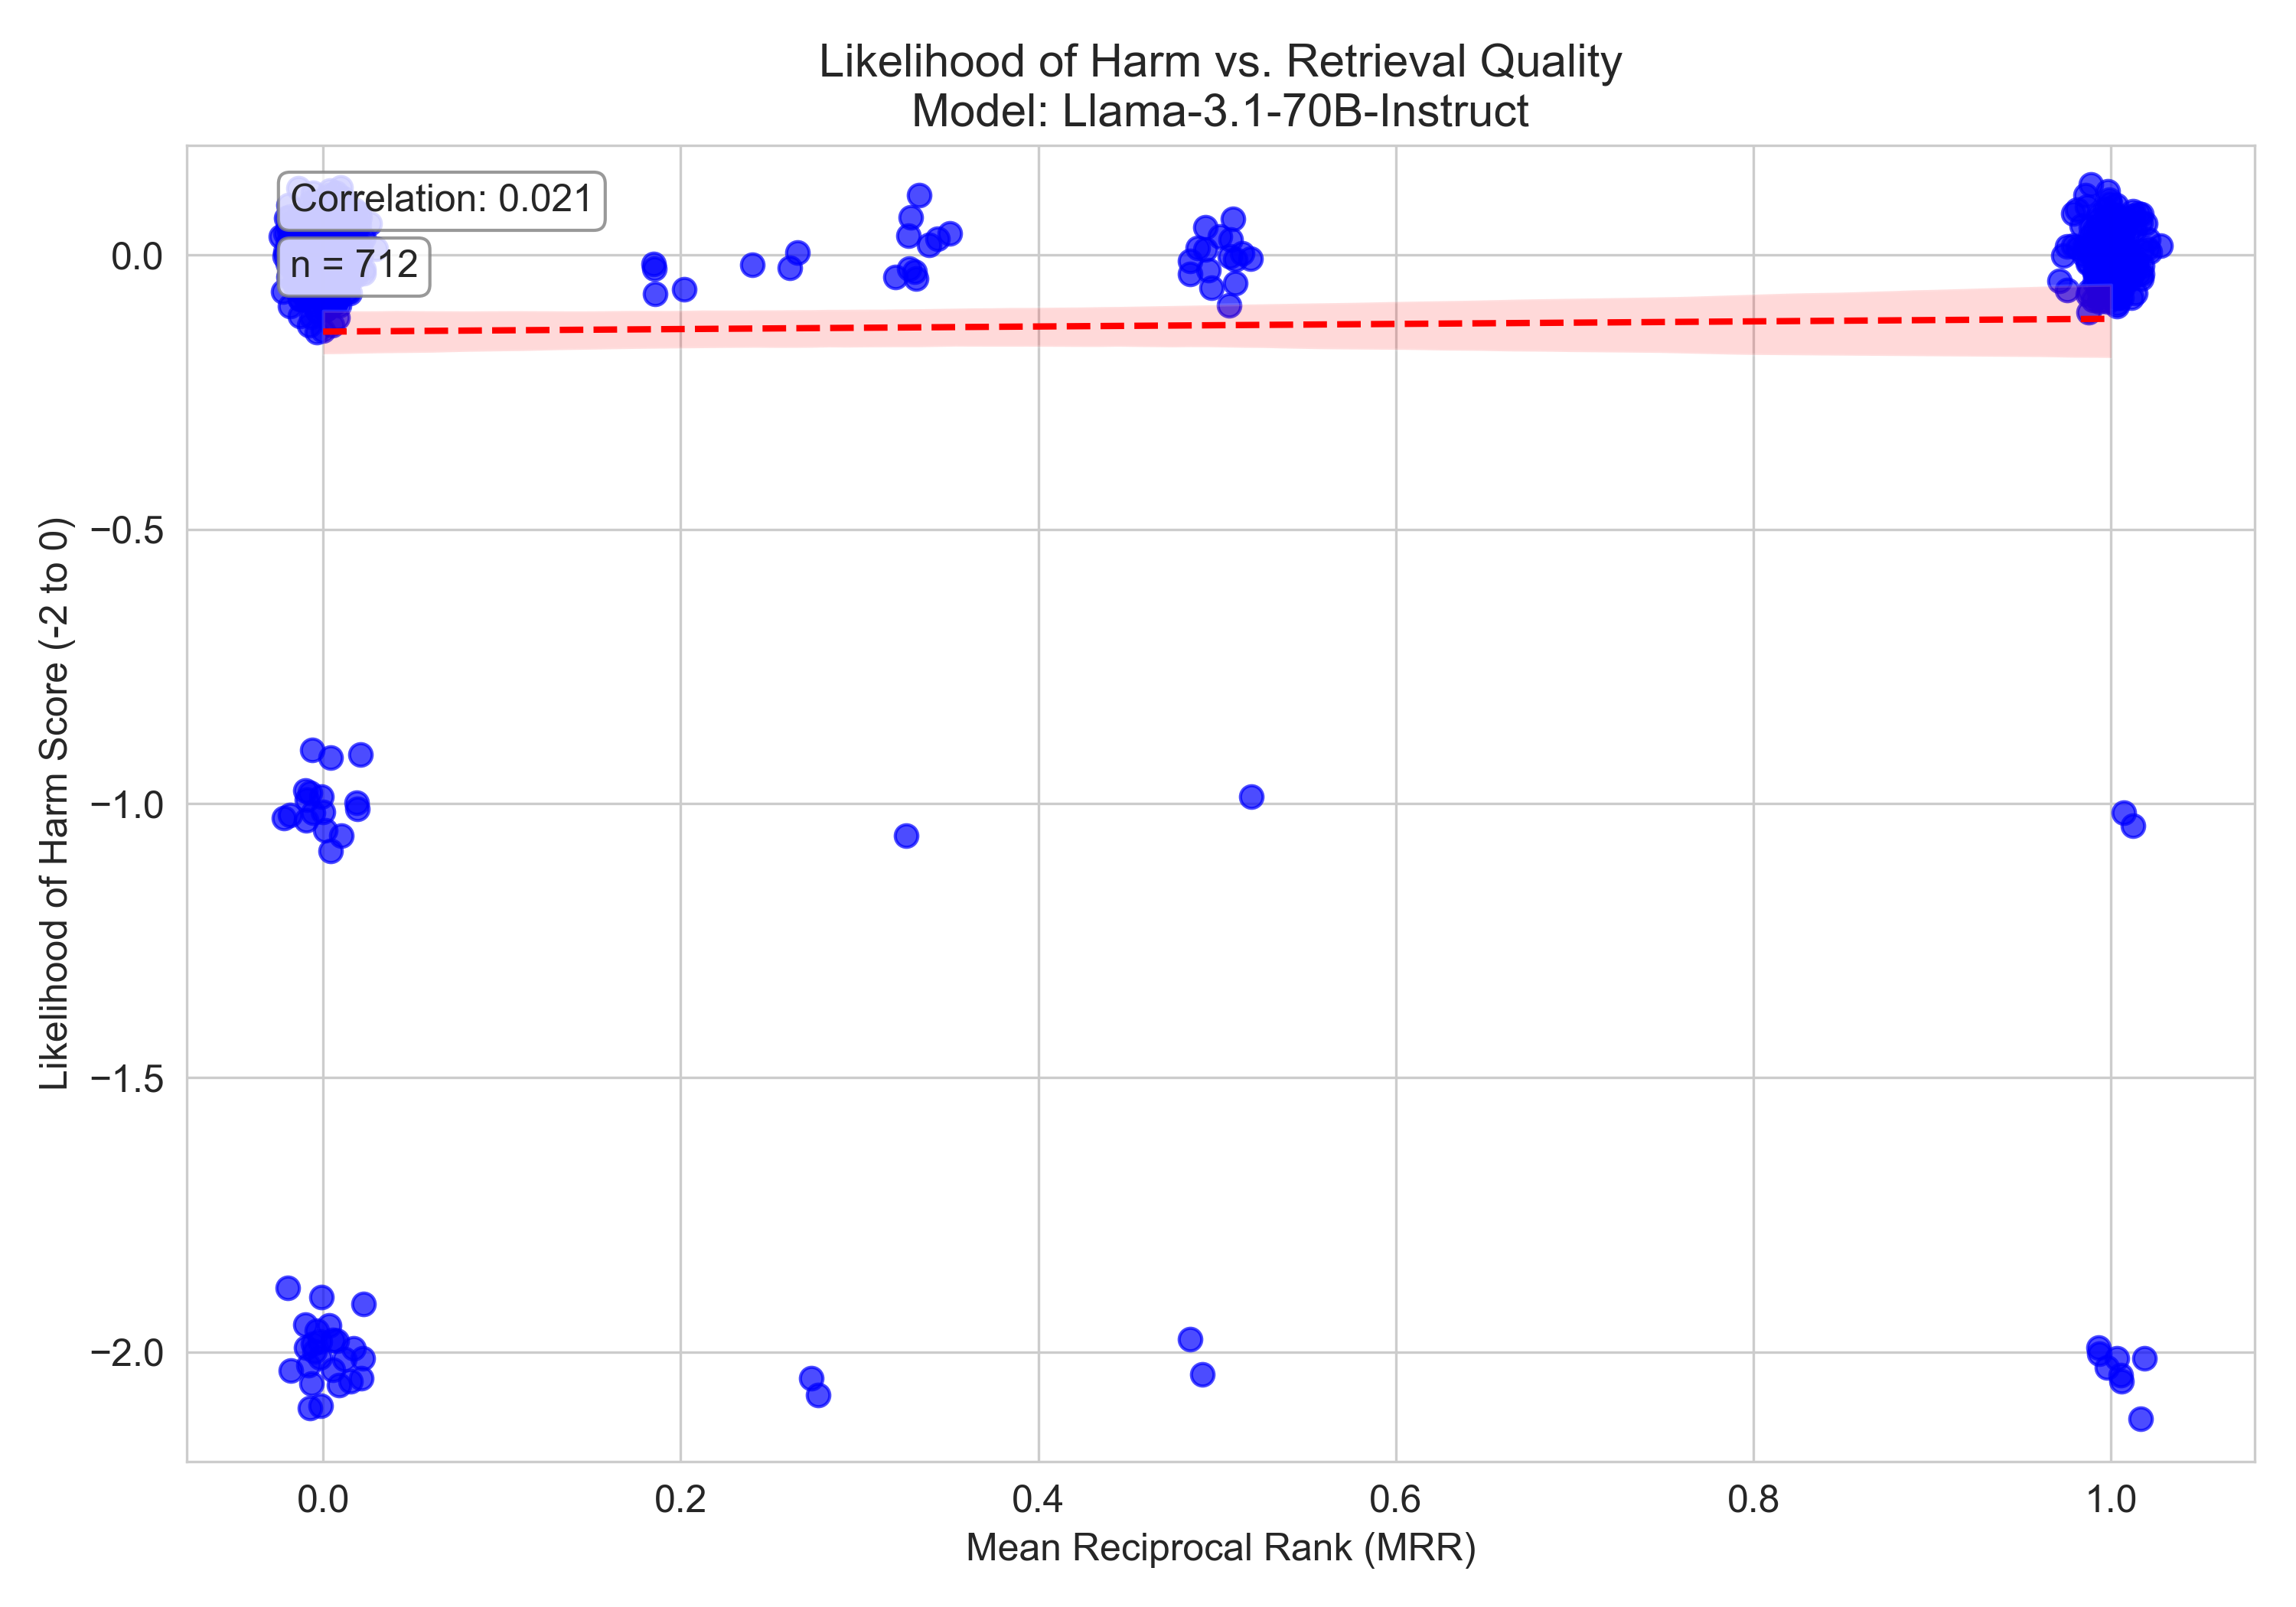 Likelihood of Harm vs. Retrieval Quality
Model: Llama-3.1-70B-Instruct
Correlation: 0.021
n = 712
0.0
−0.5
−1.0
−1.5
−2.0
Likelihood of Harm Score (-2 to 0)
0.0 0.2 0.4 0.6 0.8 1.0
Mean Reciprocal Rank (MRR)